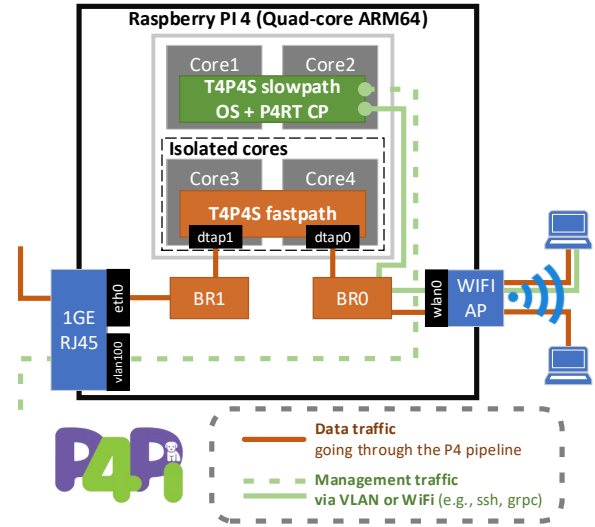 Raspberry PI 4 (Quad-core ARM64)
Core1
Core2
T4P4S slowpath
OS + P4RT CP
Isolated cores
Core3
Core4
T4P4S fastpath
dtap1
dtap0
BR1
BR0
eth0
1GE
RJ45
vlan100
wlan0
WIFI
AP
P4Pi
Data traffic
going through the P4 pipeline
Management traffic
via VLAN or WiFi (e.g., ssh, grpc)